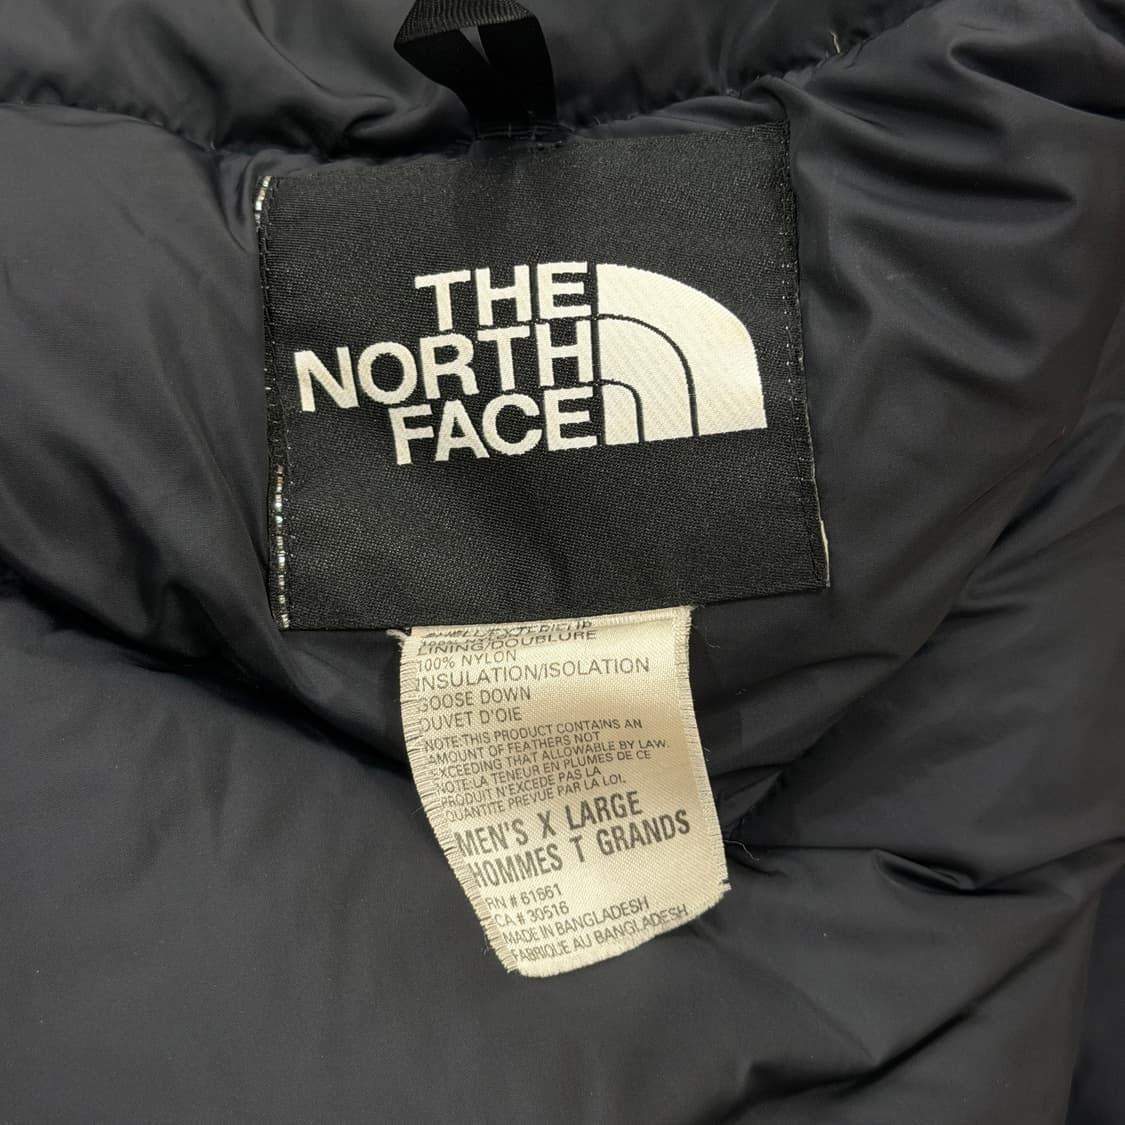 THE
NORTH
FACE
LINING/DOUBLURE
100% NYLON
INSULATION/ISOLATION
GOOSE DOWN
DUVET D'OIE
NOTE:THIS PRODUCT CONTAINS AN
AMOUNT OF FEATHERS NOT
EXCEEDING THAT ALLOWABLE BY LAW.
NOTE:LA TENEUR EN PLUMES DE CE
PRODUIT N'EXCEDE PAS LA
QUANTITE PREVUE PAR LA LOI.
MEN'S X LARGE
HOMMES T GRANDS
RN # 61661
CA # 30516
MADE IN BANGLADESH
FABRIQUE AU BANGLADESH